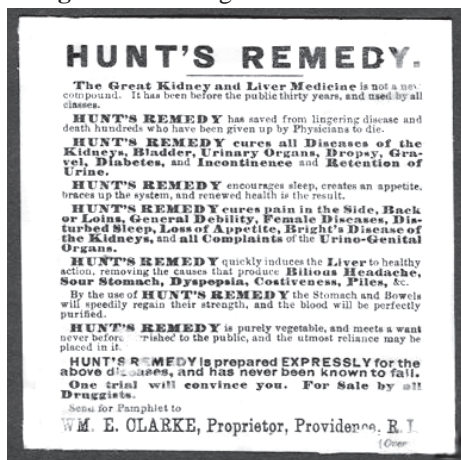 HUNT'S REMEDY.
The Great Kidney and Liver Medicine is not a new
compound. It has been before the public thirty years, and used by all
classes.
HUNT'S REMEDY has saved from lingering disease and
death hundreds who have been given up by Physicians to die.
HUNT'S REMEDY cures all Diseases of the
Kidneys, Bladder, Urinary Organs, Dropsy, Gra-
vel, Diabetes, and Incontinence and Retention of
Urine.
HUNT'S REMEDY encourages sleep, creates an appetite,
braces up the system, and renewed health is the result.
HUNT'S REMEDY cures pain in the Side, Back
or Loins, General Debility, Female Diseases, Dis-
turbed Sleep, Loss of Appetite, Bright's Disease of
the Kidneys, and all Complaints of the Urino-Genital
Organs.
HUNT'S REMEDY quickly induces the Liver to healthy
action, removing the causes that produce Bilious Headache,
Sour Stomach, Dyspepsia, Costiveness, Piles, &c.
By the use of HUNT'S REMEDY the Stomach and Bowels
will speedily regain their strength, and the blood will be perfectly
purified.
HUNT'S REMEDY is purely vegetable, and meets a want
never before to the public, and the utmost reliance may be
placed in it.
HUNT'S REMEDY is prepared EXPRESSLY for the
above diseases, and has never been known to fail.
One trial will convince you. For Sale by all
Druggists.
Send for Pamphlet to
WM. E. CLARKE, Proprietor, Providence, R. I.
(Over